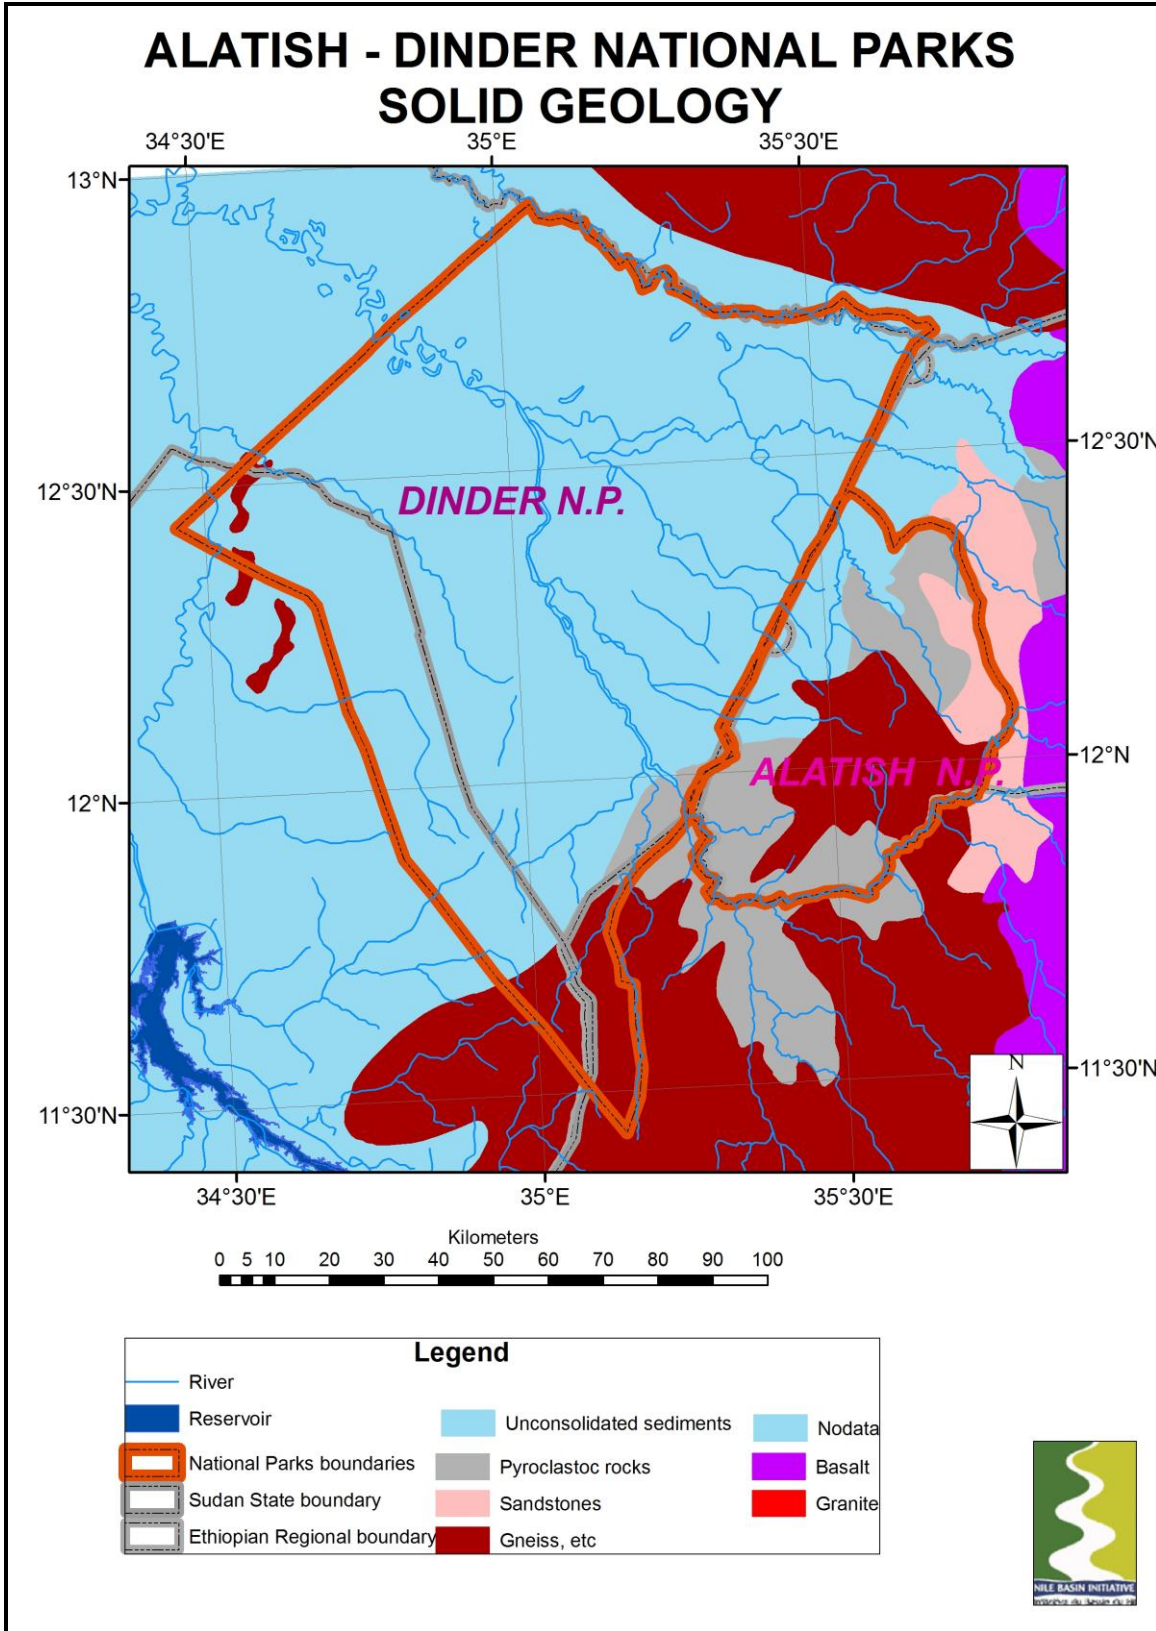 ALATISH - DINDER NATIONAL PARKS
SOLID GEOLOGY
34°30'E 35°E 35°30'E
13°N
12°30'N
12°30'N
DINDER N.P.
12°N
ALATISH N.P.
12°N
N
11°30'N
11°30'N
34°30'E 35°E 35°30'E
Kilometers
0 5 10 20 30 40 50 60 70 80 90 100
Legend
River
Reservoir
National Parks boundaries
Sudan State boundary
Ethiopian Regional boundary
Unconsolidated sediments
Pyroclastoc rocks
Sandstones
Gneiss, etc
Nodata
Basalt
Granite
NILE BASIN INITIATIVE